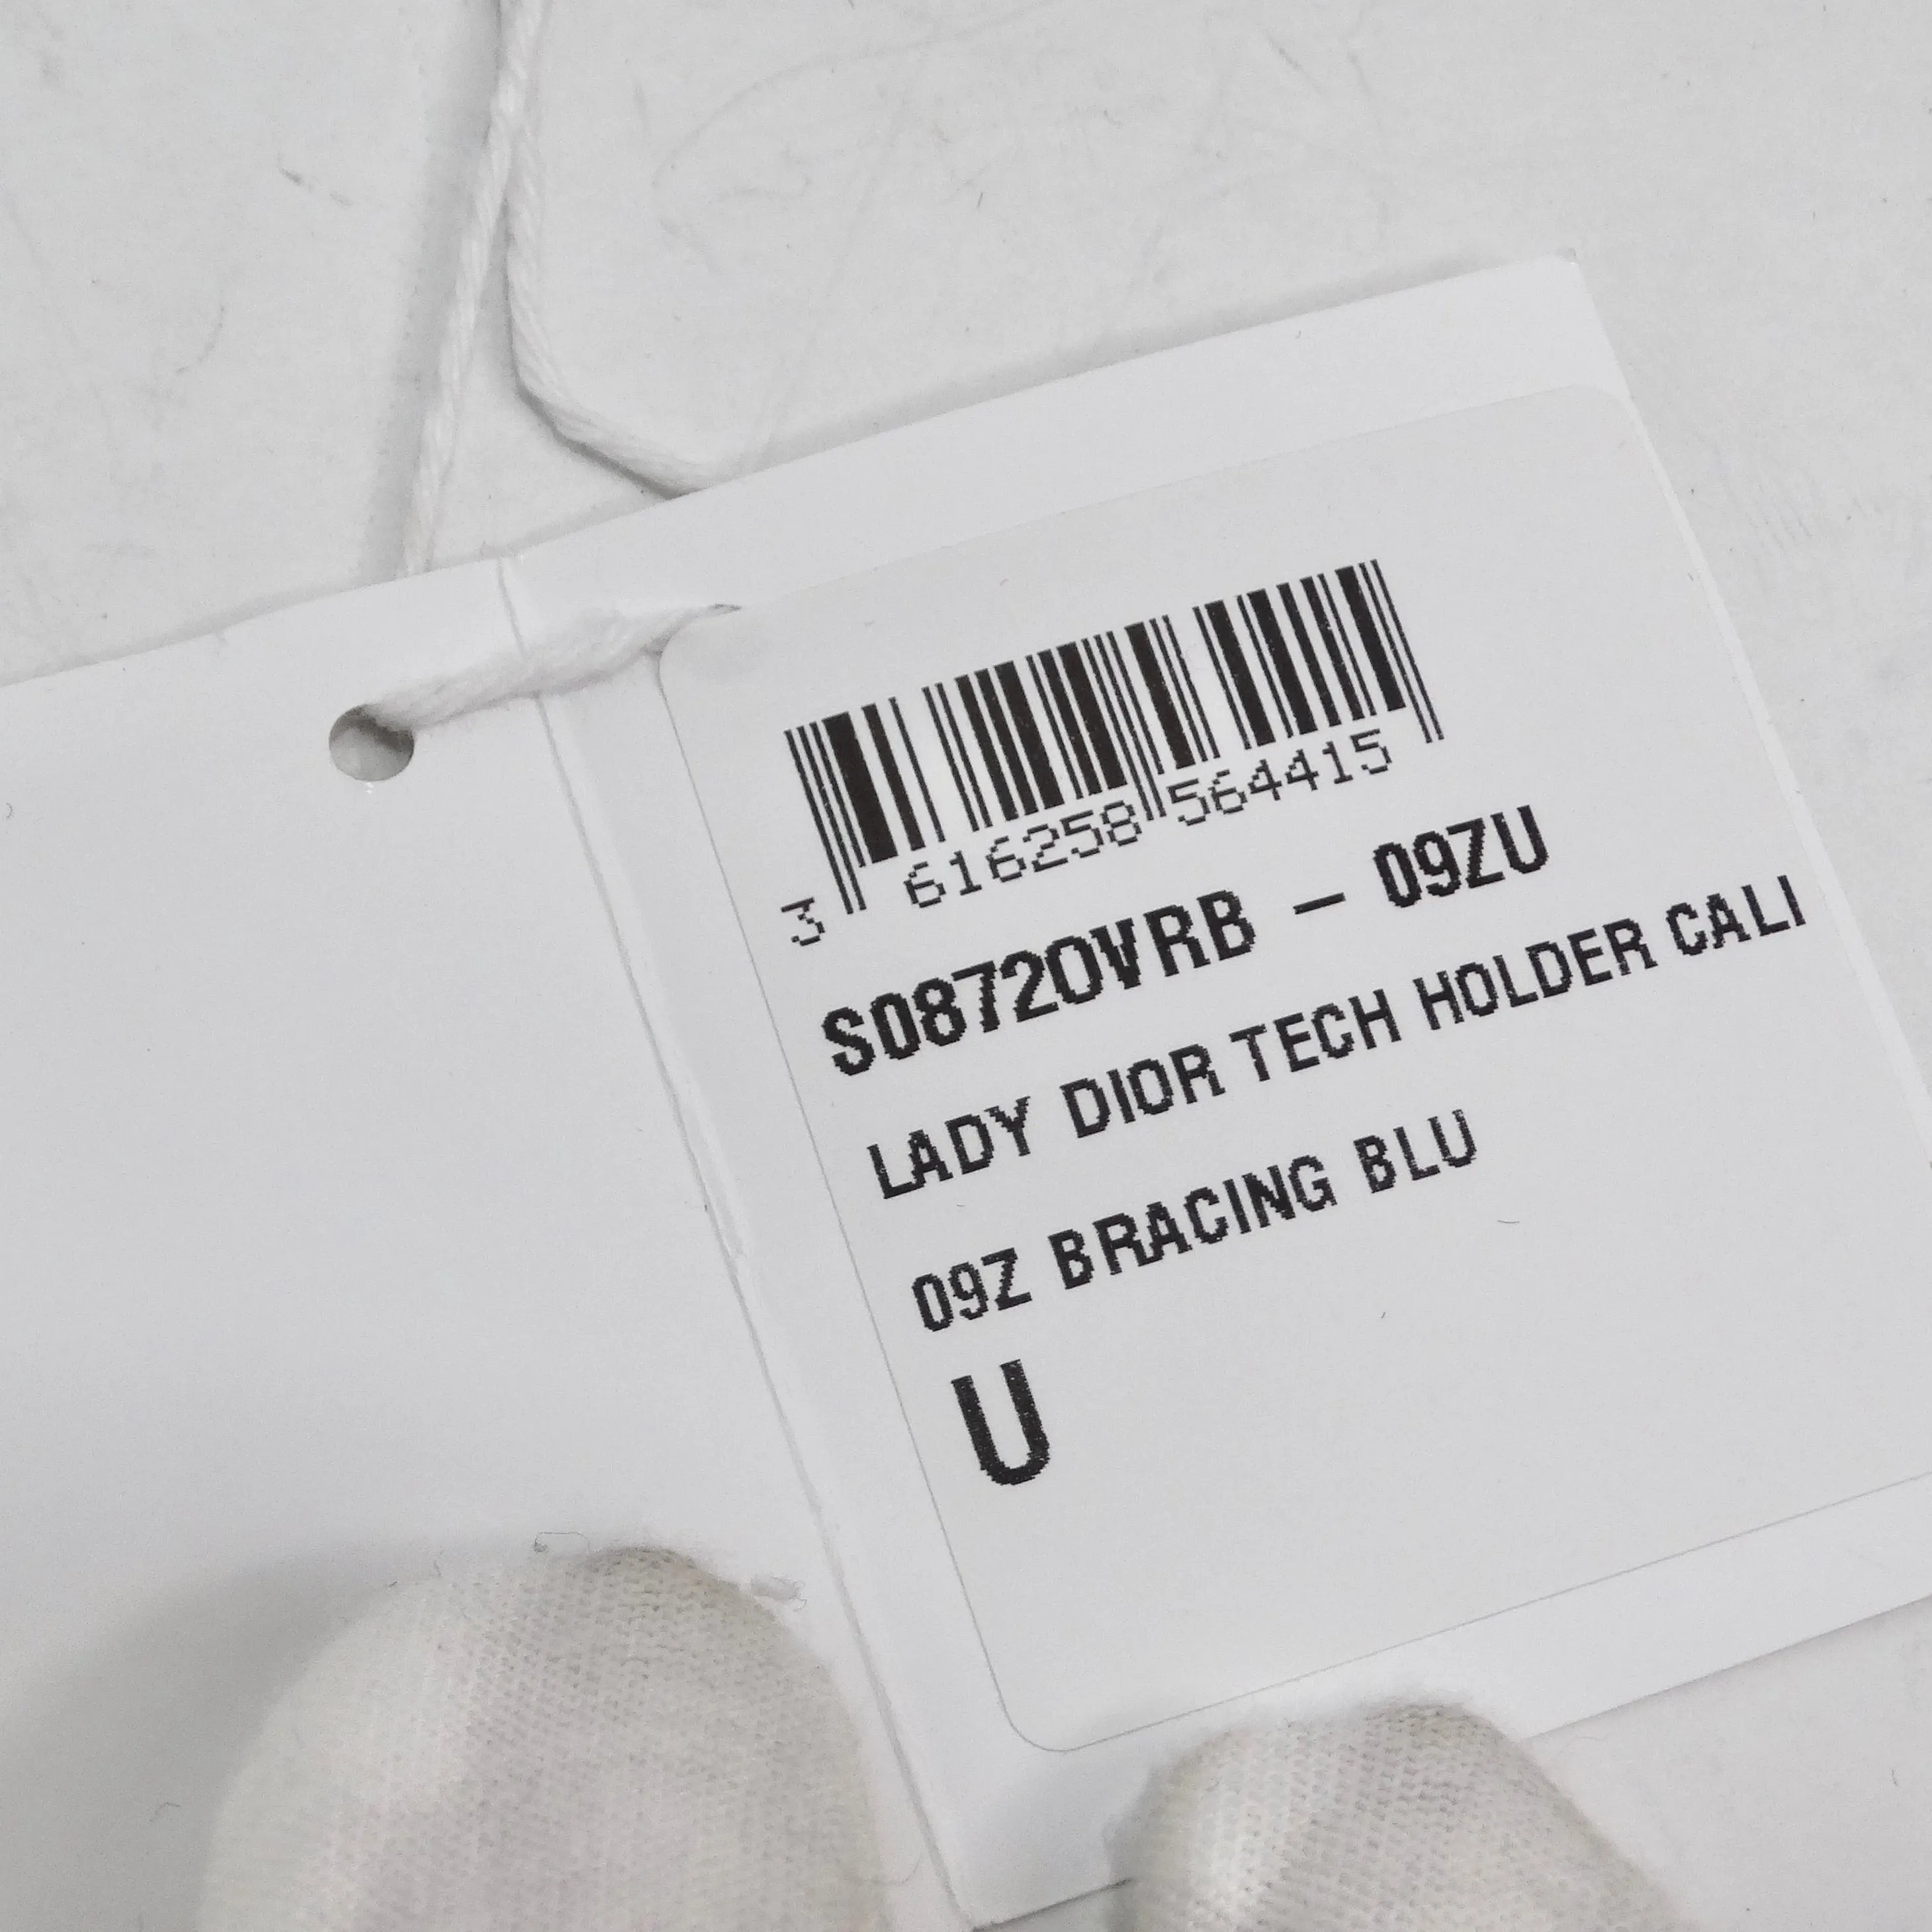 3 616258 564415
S0872OVRB - 09ZU
LADY DIOR TECH HOLDER CALI
09Z BRACING BLU
U